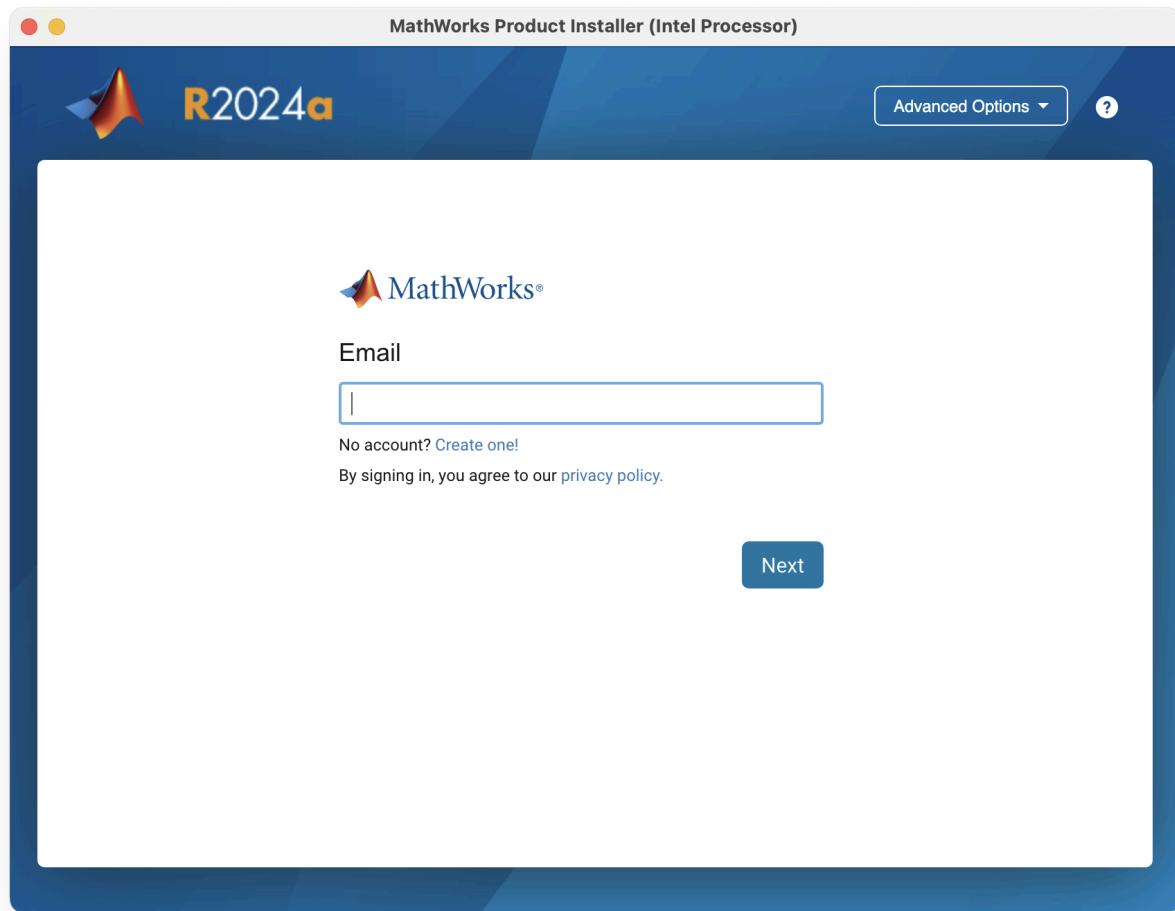 MathWorks Product Installer (Intel Processor)
R2024a
Advanced Options
?
MathWorks®
Email
No account? Create one!
By signing in, you agree to our privacy policy.
Next